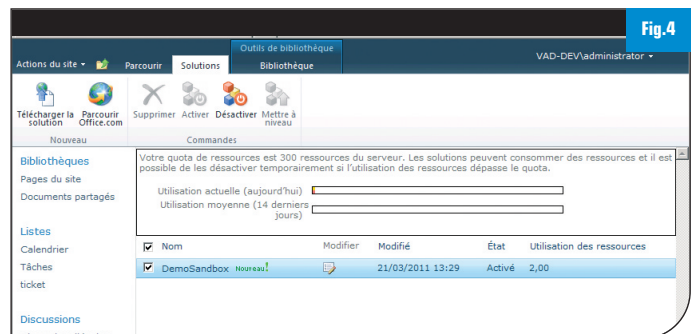 Fig.4
Outils de bibliothèque
Actions du site
Parcourir
Solutions
Bibliothèque
VAD-DEV\administrator
Télécharger la solution
Parcourir Office.com
Supprimer
Activer
Désactiver
Mettre à niveau
Nouveau
Commandes
Bibliothèques
Pages du site
Documents partagés
Listes
Calendrier
Tâches
ticket
Discussions
Votre quota de ressources est 300 ressources du serveur. Les solutions peuvent consommer des ressources et il est
possible de les désactiver temporairement si l'utilisation des ressources dépasse le quota.
Utilisation actuelle (aujourd'hui)
Utilisation moyenne (14 derniers
jours)
Nom Modifier Modifié État Utilisation des ressources
DemoSandbox Nouveau! 21/03/2011 13:29 Activé 2,00